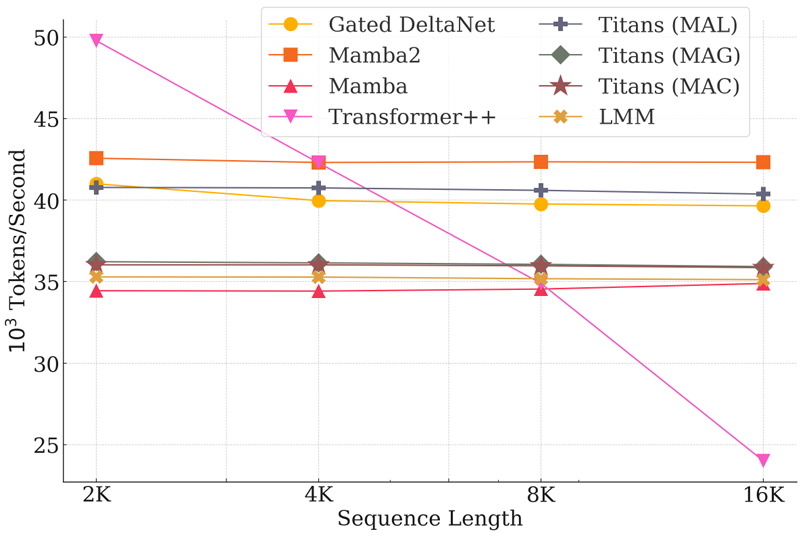 Gated DeltaNet
Mamba2
Mamba
Transformer++
Titans (MAL)
Titans (MAG)
Titans (MAC)
LMM
10³ Tokens/Second
50
45
40
35
30
25
2K
4K
8K
16K
Sequence Length